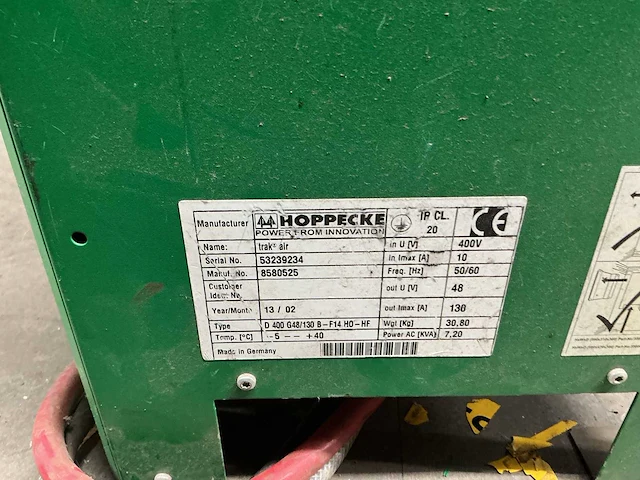 Manufacturer HOPPECKE IP CL. CE
POWER FROM INNOVATION 20
Name: trak air in U [V] 400V
Serial No. 53239234 in Imax [A] 10
Manuf. No. 8580525 Freq. [Hz] 50/60
Customer out U [V] 48
Ident. No.
Year/Month 13 / 02 out Imax [A] 130
Type D 400 G48/130 B-F14 HO-HF Wgt [Kg] 30,80
Temp. [°C] -5 -- +40 Power AC [KVA] 7,20
Made in Germany